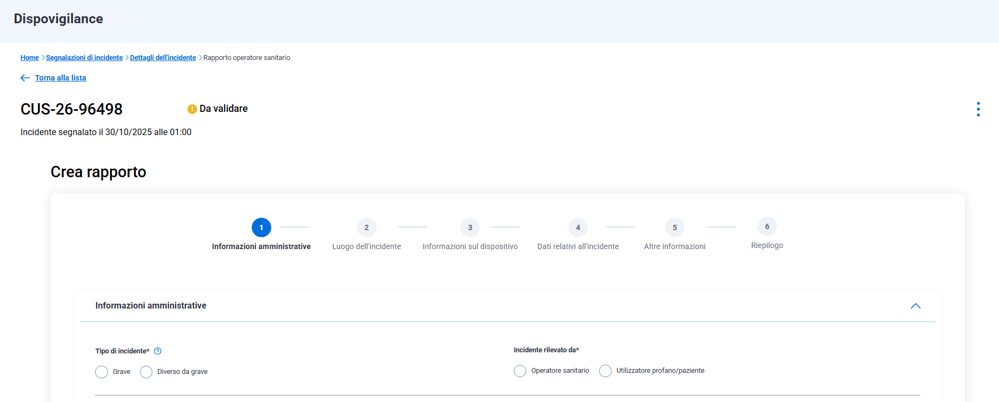 Dispovigilance
Home > Segnalazioni di incidente > Dettagli dell'incidente > Rapporto operatore sanitario
Torna alla lista
CUS-26-96498
! Da validare
Incidente segnalato il 30/10/2025 alle 01:00
Crea rapporto
1 2 3 4 5 6
Informazioni amministrative Luogo dell'incidente Informazioni sul dispositivo Dati relativi all'incidente Altre informazioni Riepilogo
Informazioni amministrative
Tipo di incidente* ? Incidente rilevato da*
Grave Diverso da grave Operatore sanitario Utilizzatore profano/paziente